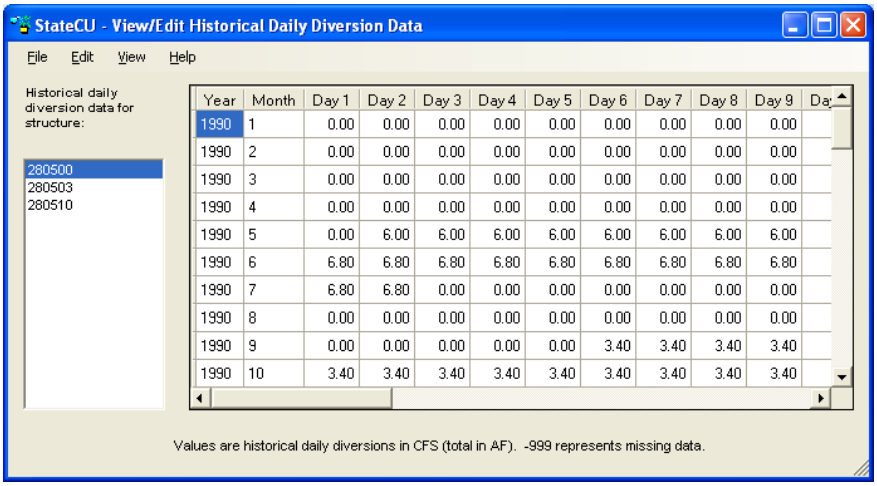 StateCU - View/Edit Historical Daily Diversion Data
File Edit View Help
Historical daily
diversion data for
structure:
280500
280503
280510
Year Month Day 1 Day 2 Day 3 Day 4 Day 5 Day 6 Day 7 Day 8 Day 9 Da
1990 1 0.00 0.00 0.00 0.00 0.00 0.00 0.00 0.00 0.00
1990 2 0.00 0.00 0.00 0.00 0.00 0.00 0.00 0.00 0.00
1990 3 0.00 0.00 0.00 0.00 0.00 0.00 0.00 0.00 0.00
1990 4 0.00 0.00 0.00 0.00 0.00 0.00 0.00 0.00 0.00
1990 5 0.00 6.00 6.00 6.00 6.00 6.00 6.00 6.00 6.00
1990 6 6.80 6.80 6.80 6.80 6.80 6.80 6.80 6.80 6.80
1990 7 6.80 6.80 0.00 0.00 0.00 0.00 0.00 0.00 0.00
1990 8 0.00 0.00 0.00 0.00 0.00 0.00 0.00 0.00 0.00
1990 9 0.00 0.00 0.00 0.00 0.00 3.40 3.40 3.40 3.40
1990 10 3.40 3.40 3.40 3.40 3.40 3.40 3.40 3.40 3.40
Values are historical daily diversions in CFS (total in AF). -999 represents missing data.